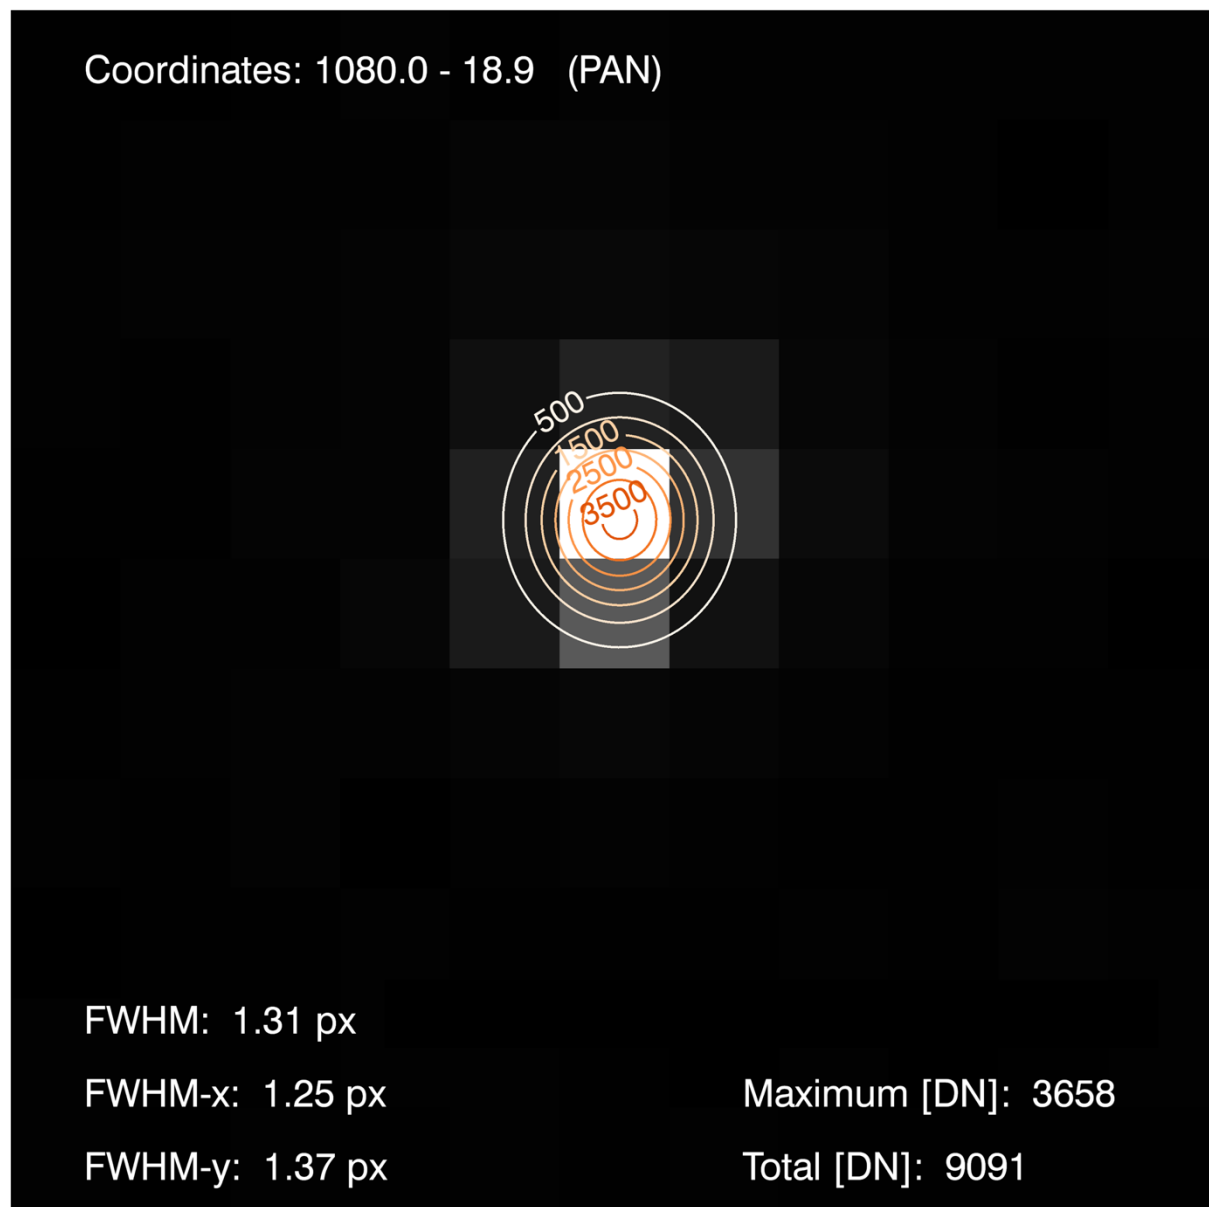 Coordinates: 1080.0 - 18.9 (PAN)
500
1500
2500
3500
FWHM: 1.31 px
FWHM-x: 1.25 px
Maximum [DN]: 3658
FWHM-y: 1.37 px
Total [DN]: 9091